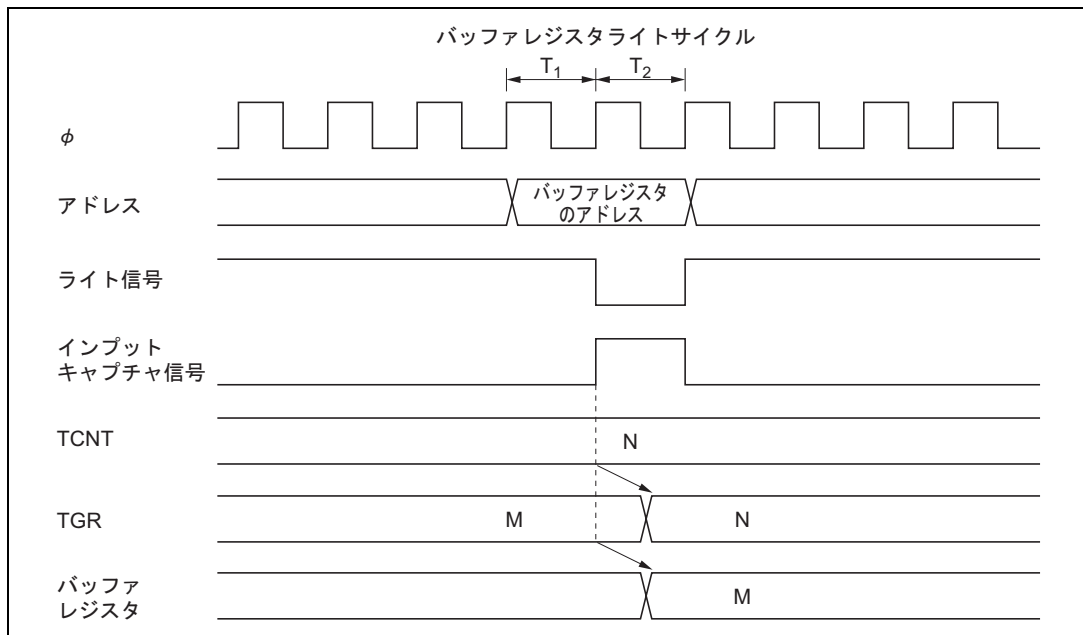 バッファレジスタライトサイクル
T₁ T₂
φ
アドレス
バッファレジスタ
のアドレス
ライト信号
インプット
キャプチャ信号
TCNT
N
TGR
M
N
バッファ
レジスタ
M